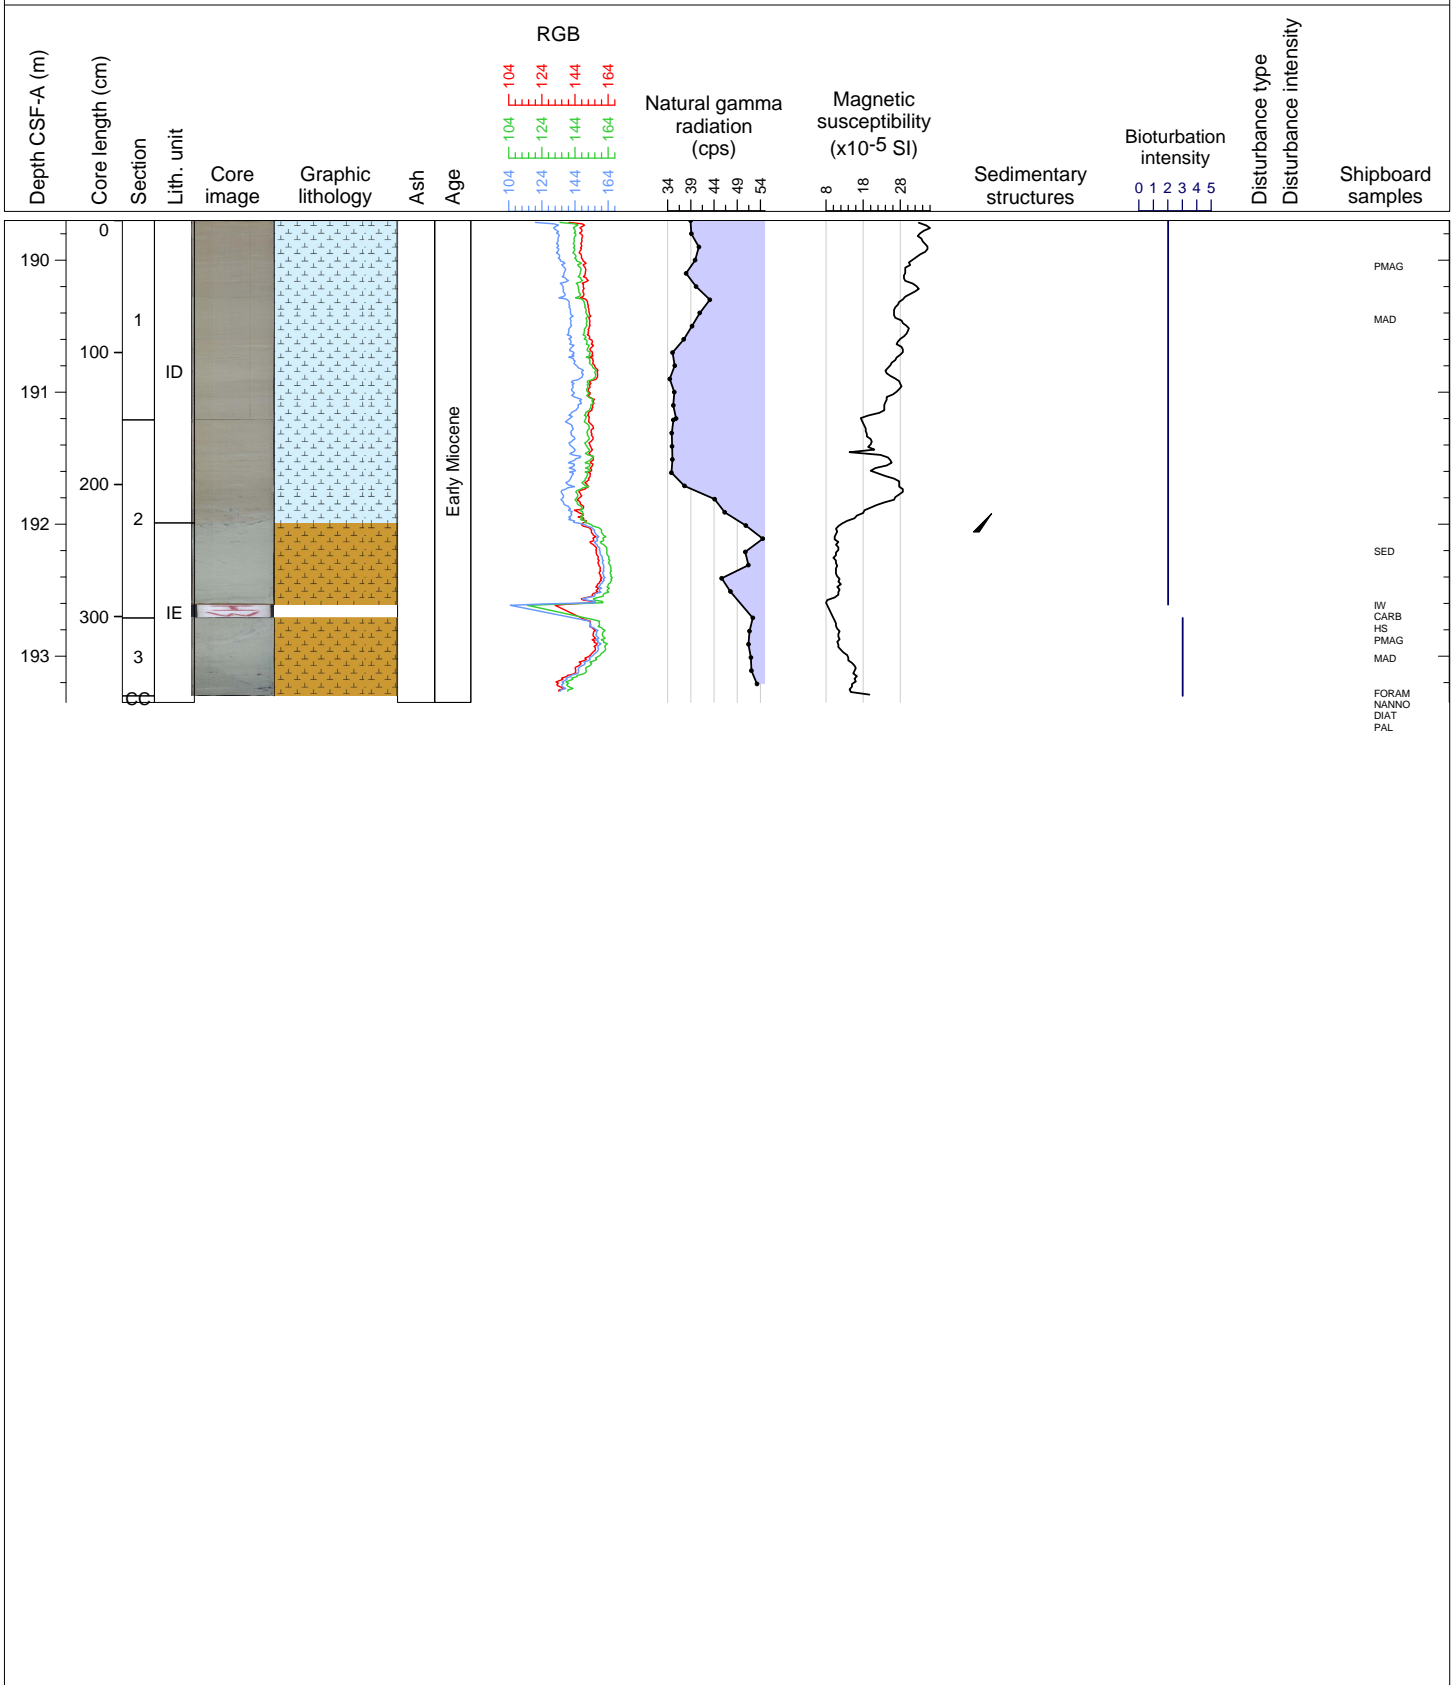 Depth CSF-A (m)
Core length (cm)
Section
Lith. unit
Core
image
Graphic
lithology
Ash
Age
RGB
104 124 144 164
104 124 144 164
104 124 144 164
Natural gamma
radiation
(cps)
34 39 44 49 54
Magnetic
susceptibility
(x10-5 SI)
8 18 28
Sedimentary
structures
Bioturbation
intensity
0 1 2 3 4 5
Disturbance type
Disturbance intensity
Shipboard
samples
190
191
192
193
0
100
200
300
1
2
3
CC
ID
IE
Early Miocene
PMAG
MAD
SED
IW
CARB
HS
PMAG
MAD
FORAM
NANNO
DIAT
PAL